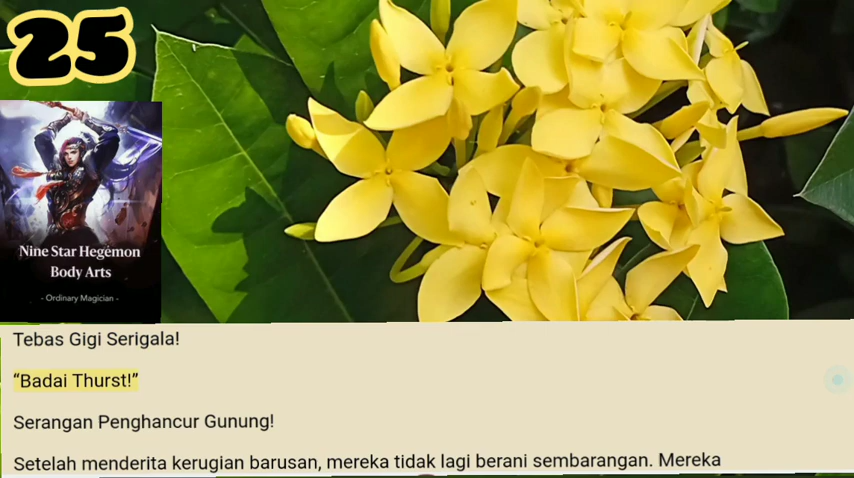 25
Nine Star Hegemon
Body Arts
- Ordinary Magician -
Tebas Gigi Serigala!
“Badai Thurst!”
Serangan Penghancur Gunung!
Setelah menderita kerugian barusan, mereka tidak lagi berani sembarangan. Mereka